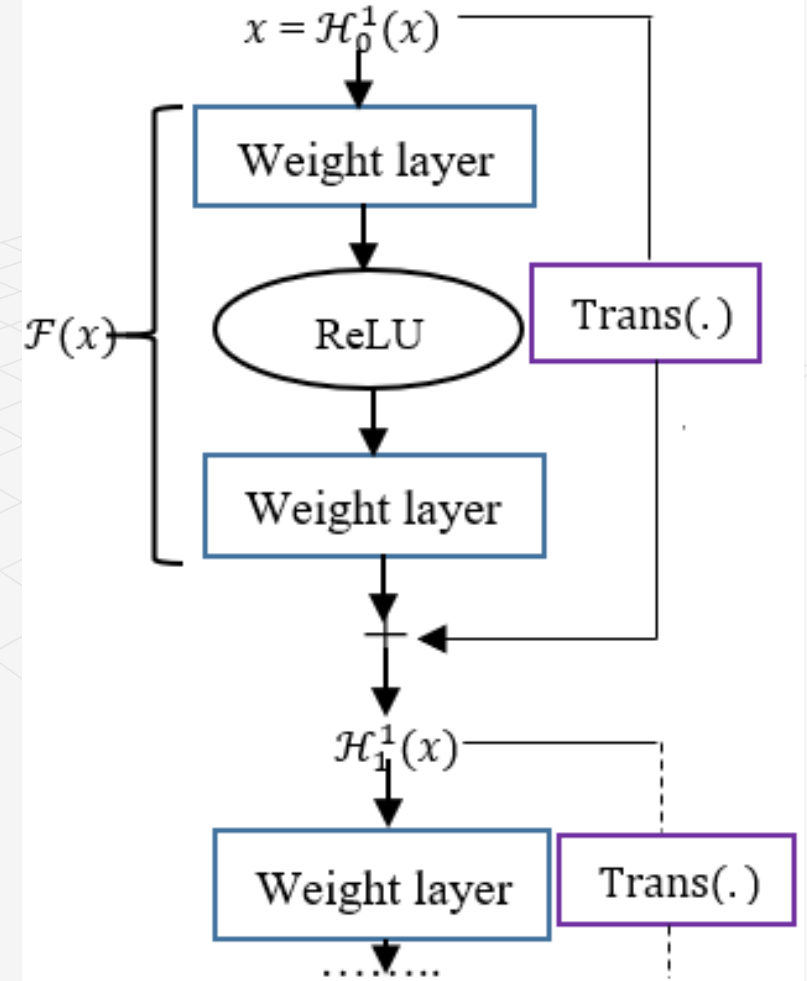 x = ℋ₀¹(x)
Weight layer
ReLU
Trans(.)
ℱ(x)
Weight layer
+
ℋ₁¹(x)
Weight layer
Trans(.)
........